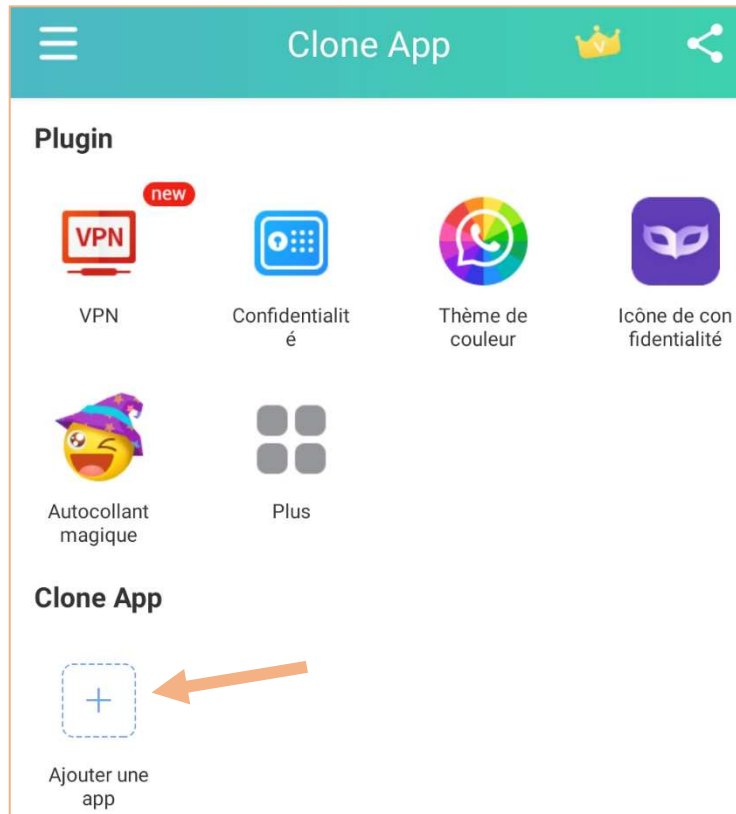 Clone App
V
Plugin
new
VPN
VPN
Confidentialit
é
Thème de
couleur
Icône de con
fidentialité
Autocollant
magique
Plus
Clone App
Ajouter une
app